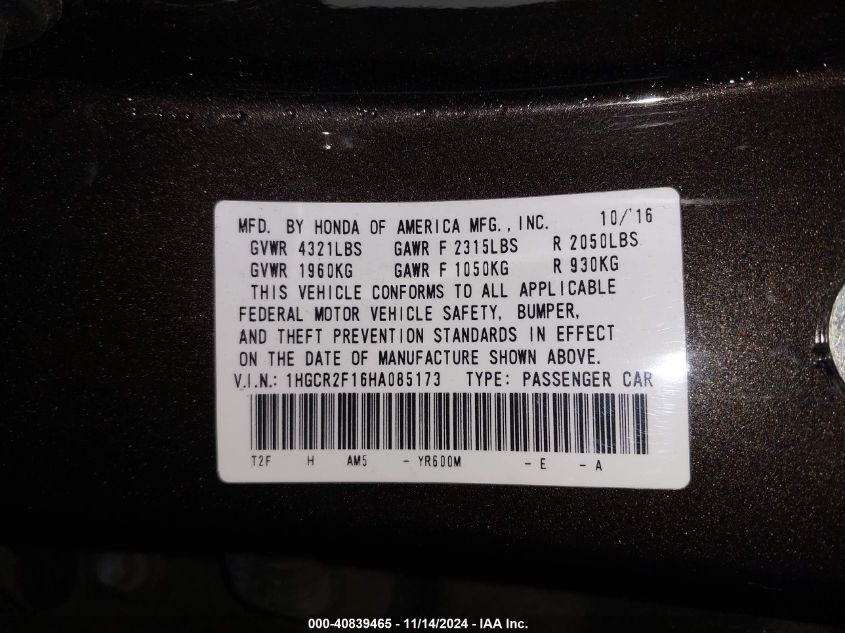 MFD. BY HONDA OF AMERICA MFG., INC. 10/'16
GVWR 4321LBS GAWR F 2315LBS R 2050LBS
GVWR 1960KG GAWR F 1050KG R 930KG
THIS VEHICLE CONFORMS TO ALL APPLICABLE
FEDERAL MOTOR VEHICLE SAFETY, BUMPER,
AND THEFT PREVENTION STANDARDS IN EFFECT
ON THE DATE OF MANUFACTURE SHOWN ABOVE.
V.I.N.: 1HGCR2F16HA085173 TYPE: PASSENGER CAR
T2F H AM5 - YR600M - E - A
000-40839465 - 11/14/2024 - IAA Inc.